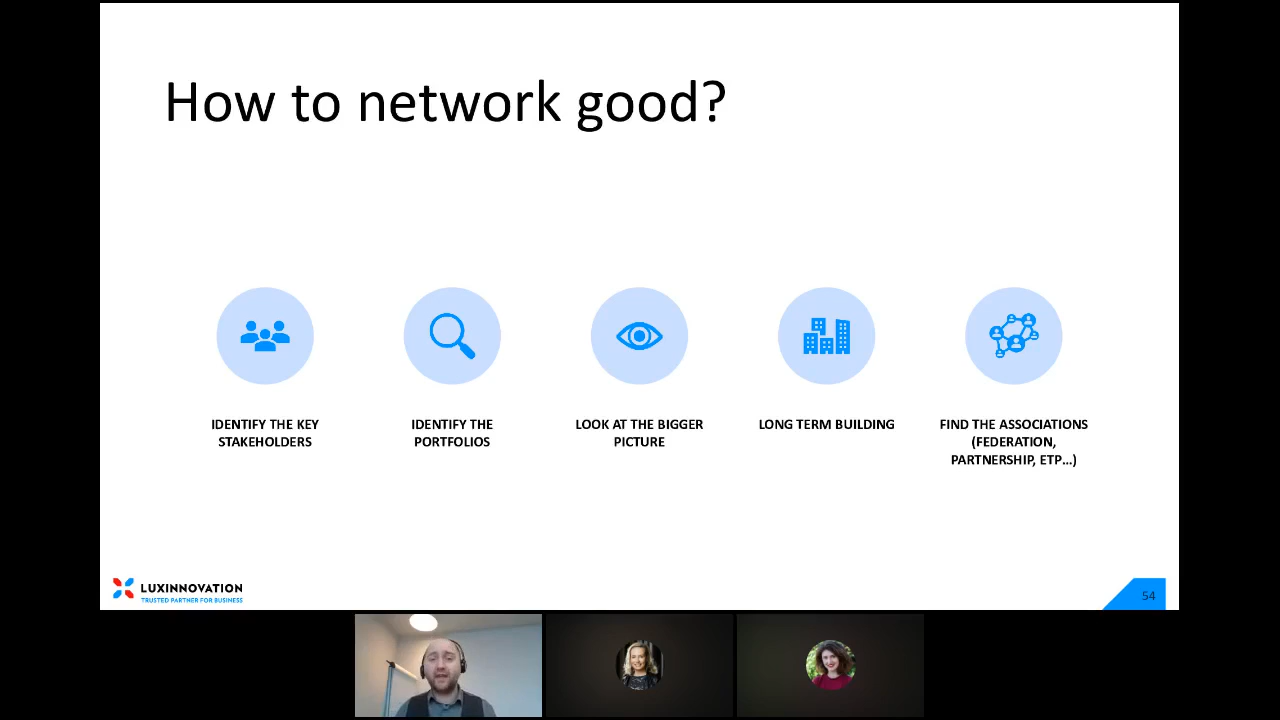 How to network good?
IDENTIFY THE KEY
STAKEHOLDERS
IDENTIFY THE
PORTFOLIOS
LOOK AT THE BIGGER
PICTURE
LONG TERM BUILDING
FIND THE ASSOCIATIONS
(FEDERATION,
PARTNERSHIP, ETP...)
LUXINNOVATION
TRUSTED PARTNER FOR BUSINESS
54